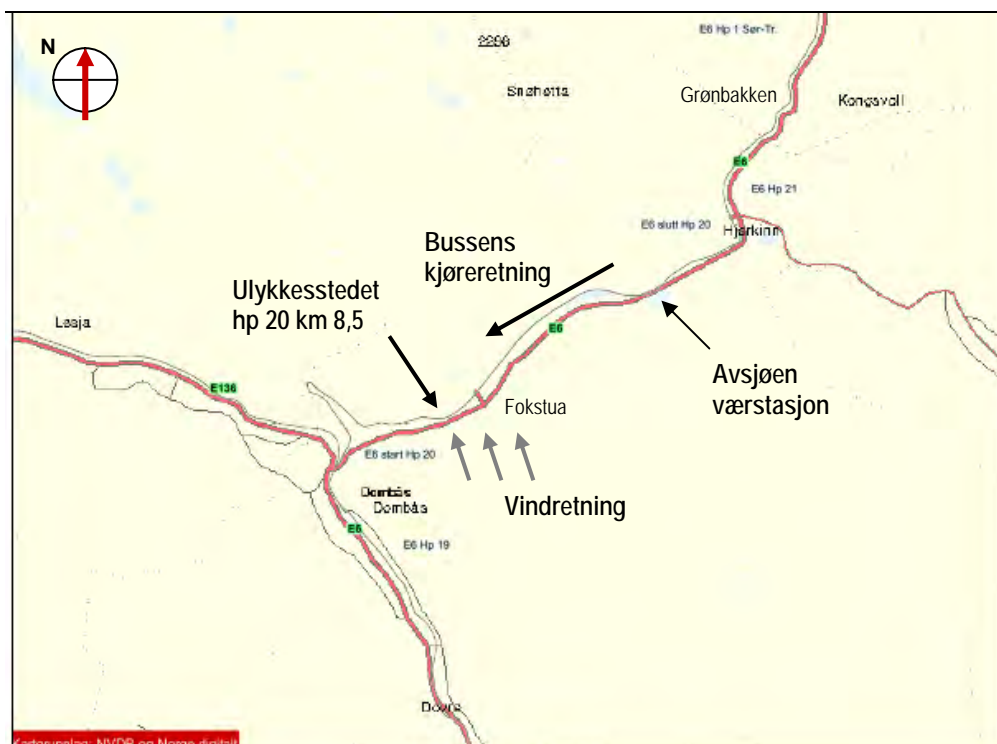 N
2286
E6 Hp 1 Sør-Tr.
Snøhetta
Grønbakken
Kongsvoll
E6
E6 Hp 21
E6 slutt Hp 20
Hjerkinn
Bussens
kjøreretning
Ulykkesstedet
hp 20 km 8,5
Lesja
E6
E136
Avsjøen
værstasjon
Fokstua
E6 start Hp 20
Vindretning
Dombås
Dombås
E6
E6 Hp 19
Dovre
Kartgrunnlag: NVDB og Norge digitalt